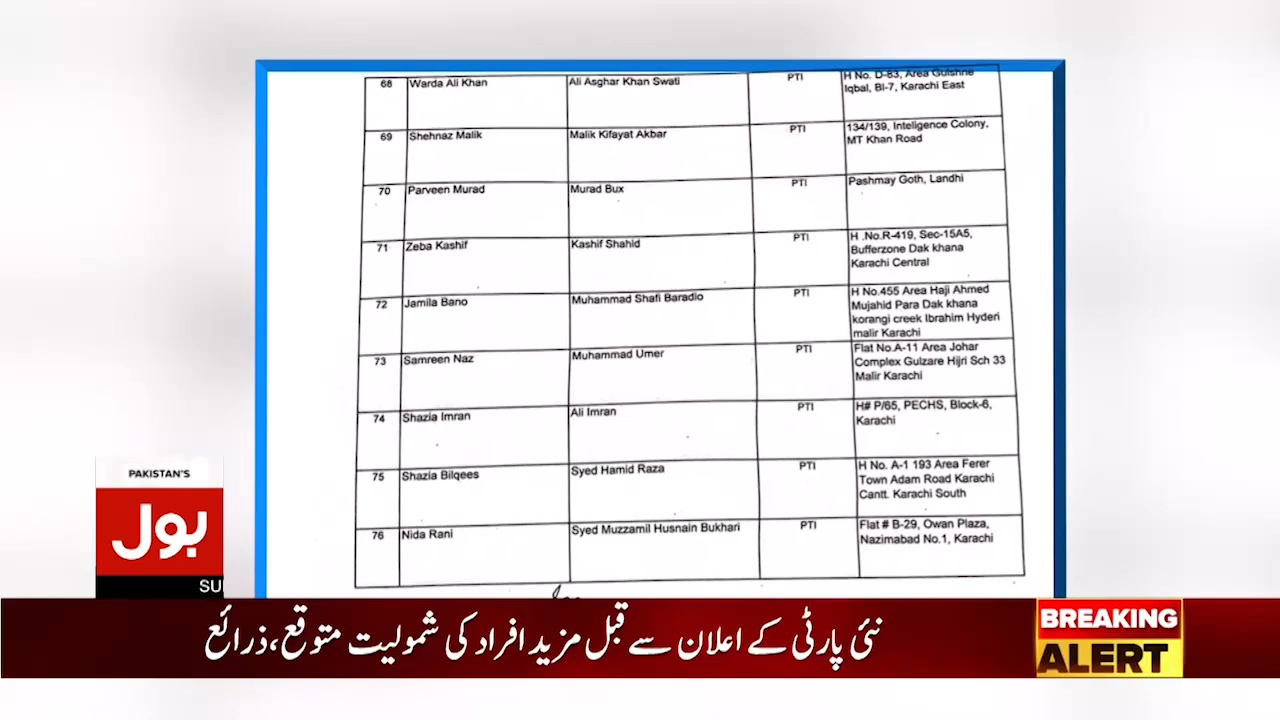 68 Warda Ali Khan Ali Asghar Khan Swati PTI H No. D-83, Area Gulshne
Iqbal, Bl-7, Karachi East
69 Shehnaz Malik Malik Kifayat Akbar PTI 134/139, Inteligence Colony,
MT Khan Road
70 Parveen Murad Murad Bux PTI Pashmay Goth, Landhi
71 Zeba Kashif Kashif Shahid PTI H .No.R-419, Sec-15A5,
Bufferzone Dak khana
Karachi Central
72 Jamila Bano Muhammad Shafi Baradio PTI H No.455 Area Haji Ahmed
Mujahid Para Dak khana
korangi creek Ibrahim Hyderi
malir Karachi
73 Samreen Naz Muhammad Umer PTI Flat No.A-11 Area Johar
Complex Gulzare Hijri Sch 33
Malir Karachi
74 Shazia Imran Ali Imran PTI H# P/65, PECHS, Block-6,
Karachi
75 Shazia Bilqees Syed Hamid Raza PTI H No. A-1 193 Area Ferer
Town Adam Road Karachi
Cantt. Karachi South
76 Nida Rani Syed Muzzamil Husnain Bukhari PTI Flat # B-29, Owan Plaza,
Nazimabad No.1, Karachi
PAKISTAN'S
بول
SU
نئی پارٹی کے اعلان سے قبل مزید افراد کی شمولیت متوقع،ذرائع
BREAKING
ALERT